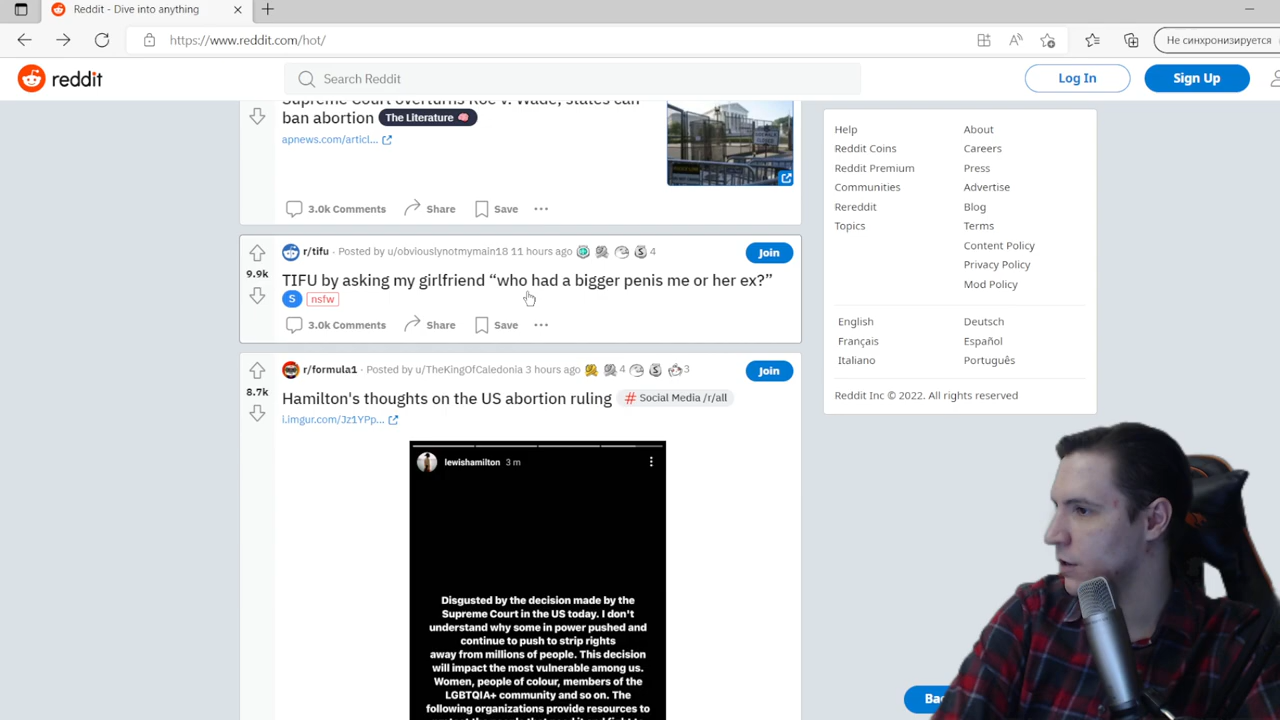 Reddit - Dive into anything
https://www.reddit.com/hot/
Не синхронизируется
reddit
Search Reddit
Log In
Sign Up
Supreme Court overturns Roe v. Wade; states can
ban abortion The Literature
apnews.com/articl...
3.0k Comments Share Save
r/tifu · Posted by u/obviouslynotmymain18 11 hours ago 4
Join
9.9k
TIFU by asking my girlfriend “who had a bigger penis me or her ex?”
S nsfw
3.0k Comments Share Save
r/formula1 · Posted by u/TheKingOfCaledonia 3 hours ago 4 3
Join
8.7k
Hamilton's thoughts on the US abortion ruling # Social Media /r/all
i.imgur.com/Jz1YPp...
lewishamilton 3 m
Disgusted by the decision made by the
Supreme Court in the US today. I don't
understand why some in power pushed and
continue to push to strip rights
away from millions of people. This decision
will impact the most vulnerable among us.
Women, people of colour, members of the
LGBTQIA+ community and so on. The
following organizations provide resources to
Help About
Reddit Coins Careers
Reddit Premium Press
Communities Advertise
Rereddit Blog
Topics Terms
Content Policy
Privacy Policy
Mod Policy
English Deutsch
Français Español
Italiano Português
Reddit Inc © 2022. All rights reserved